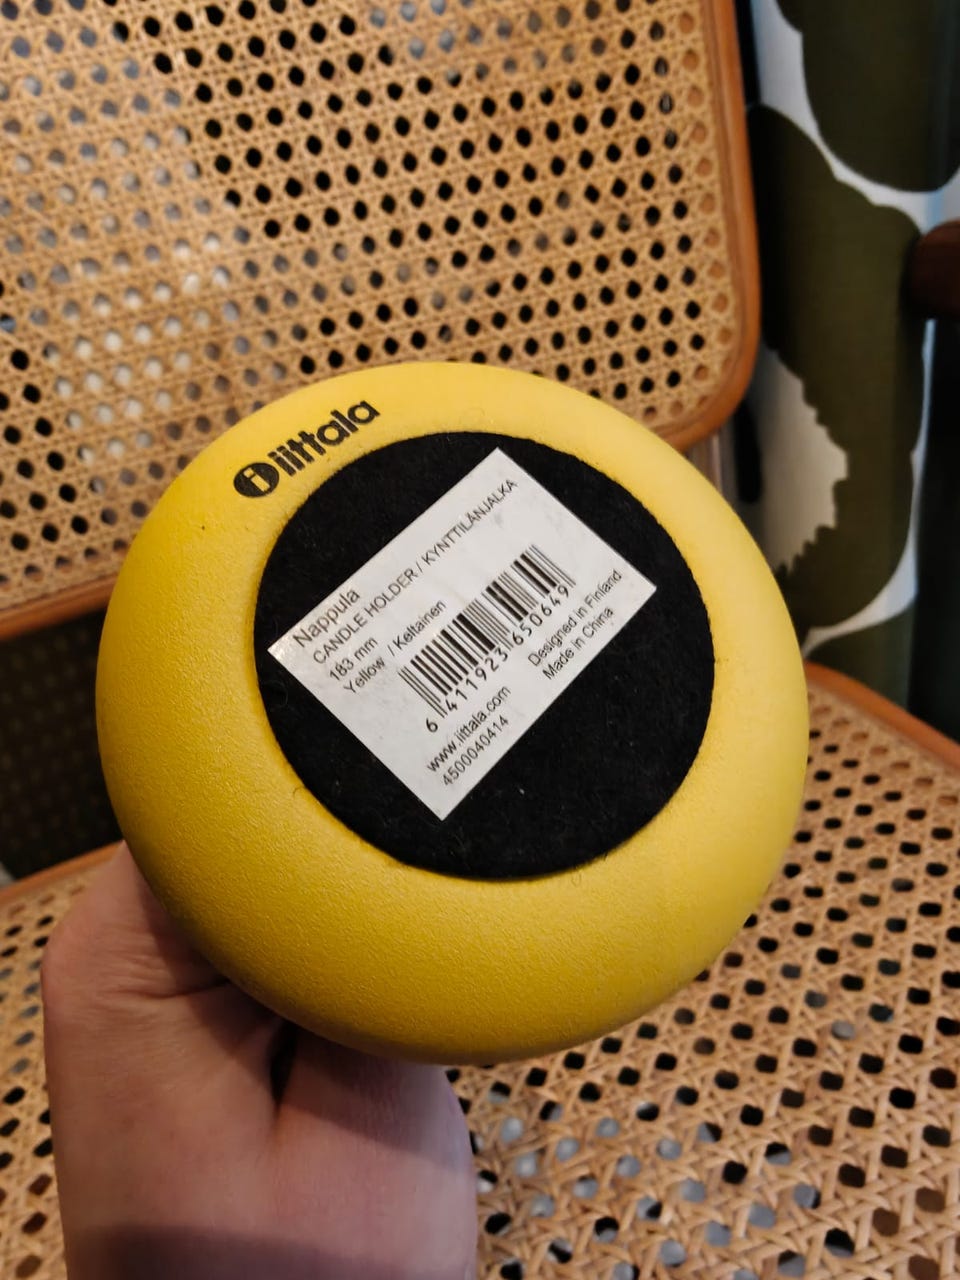 iittala
Nappula
CANDLE HOLDER / KYNTTILÄNJALKA
183 mm
Yellow / Keltainen
6 411923 650649
Designed in Finland
Made in China
www.iittala.com
4500040414